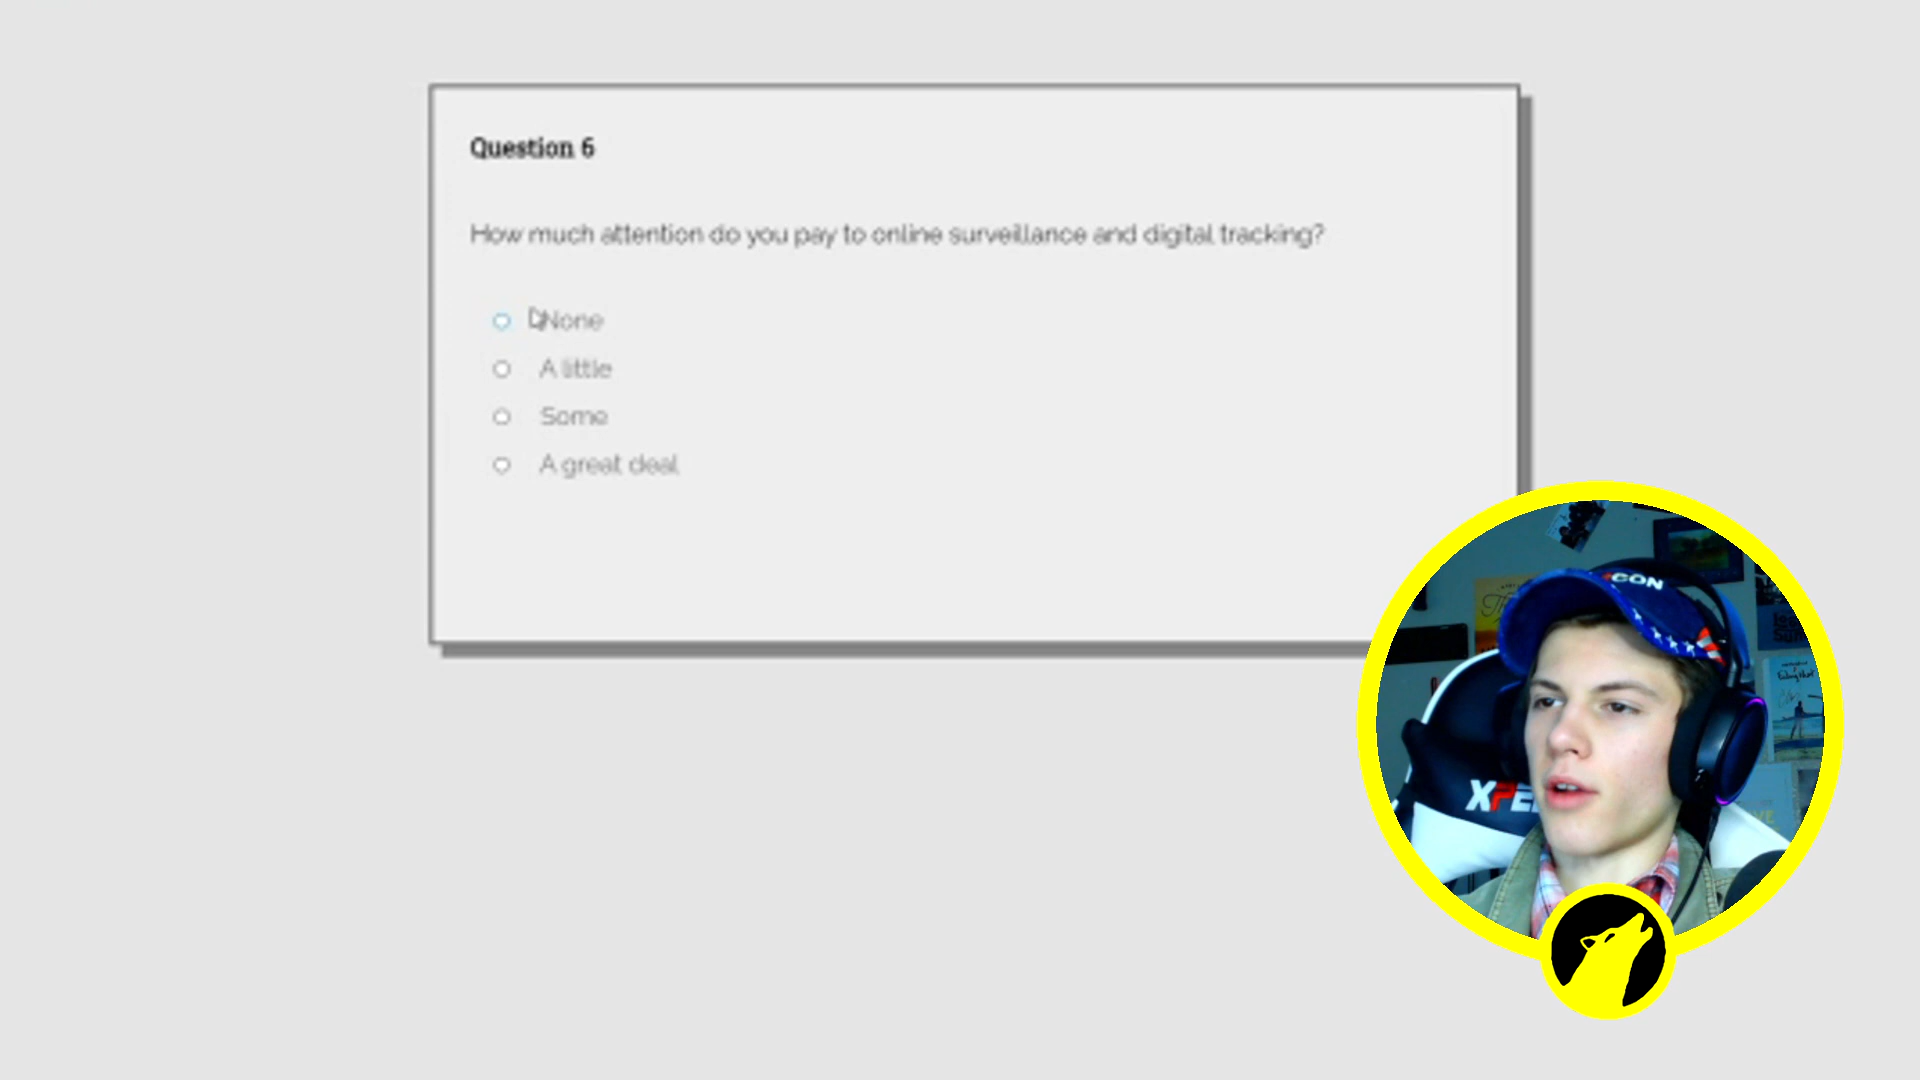 Question 6
How much attention do you pay to online surveillance and digital tracking?
None
A little
Some
A great deal
CON